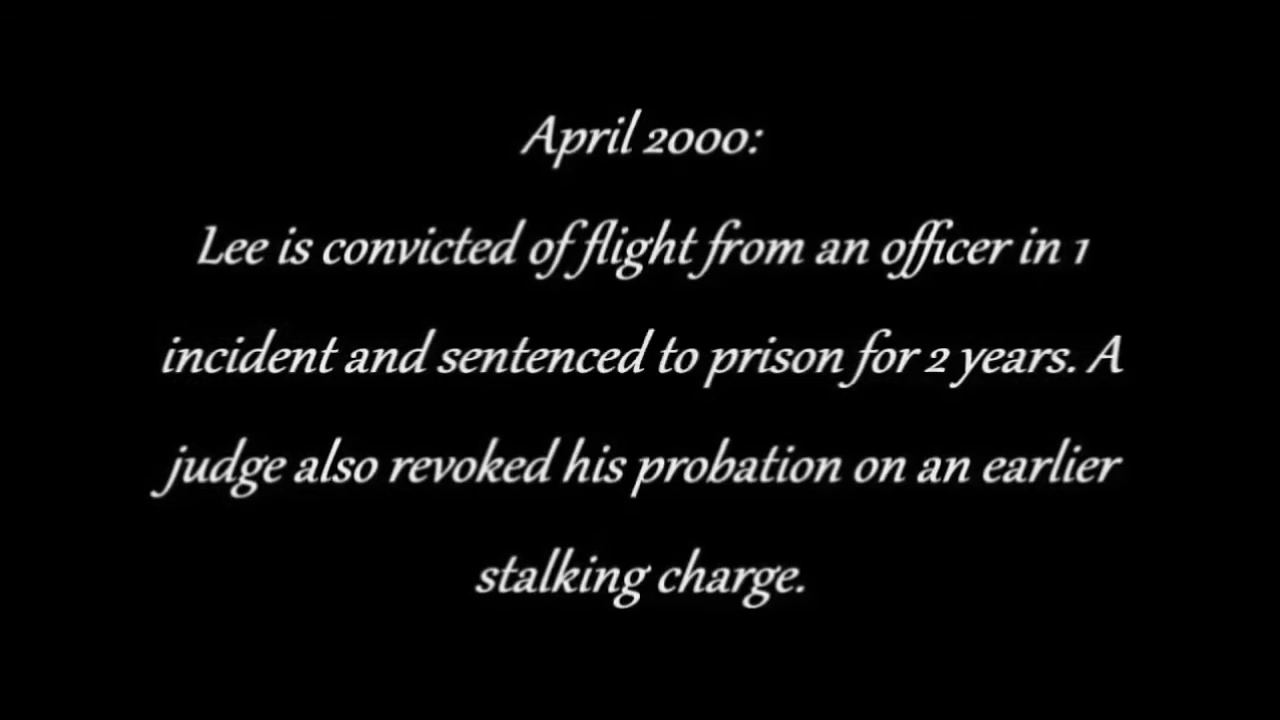 April 2000:
Lee is convicted of flight from an officer in 1
incident and sentenced to prison for 2 years. A
judge also revoked his probation on an earlier
stalking charge.